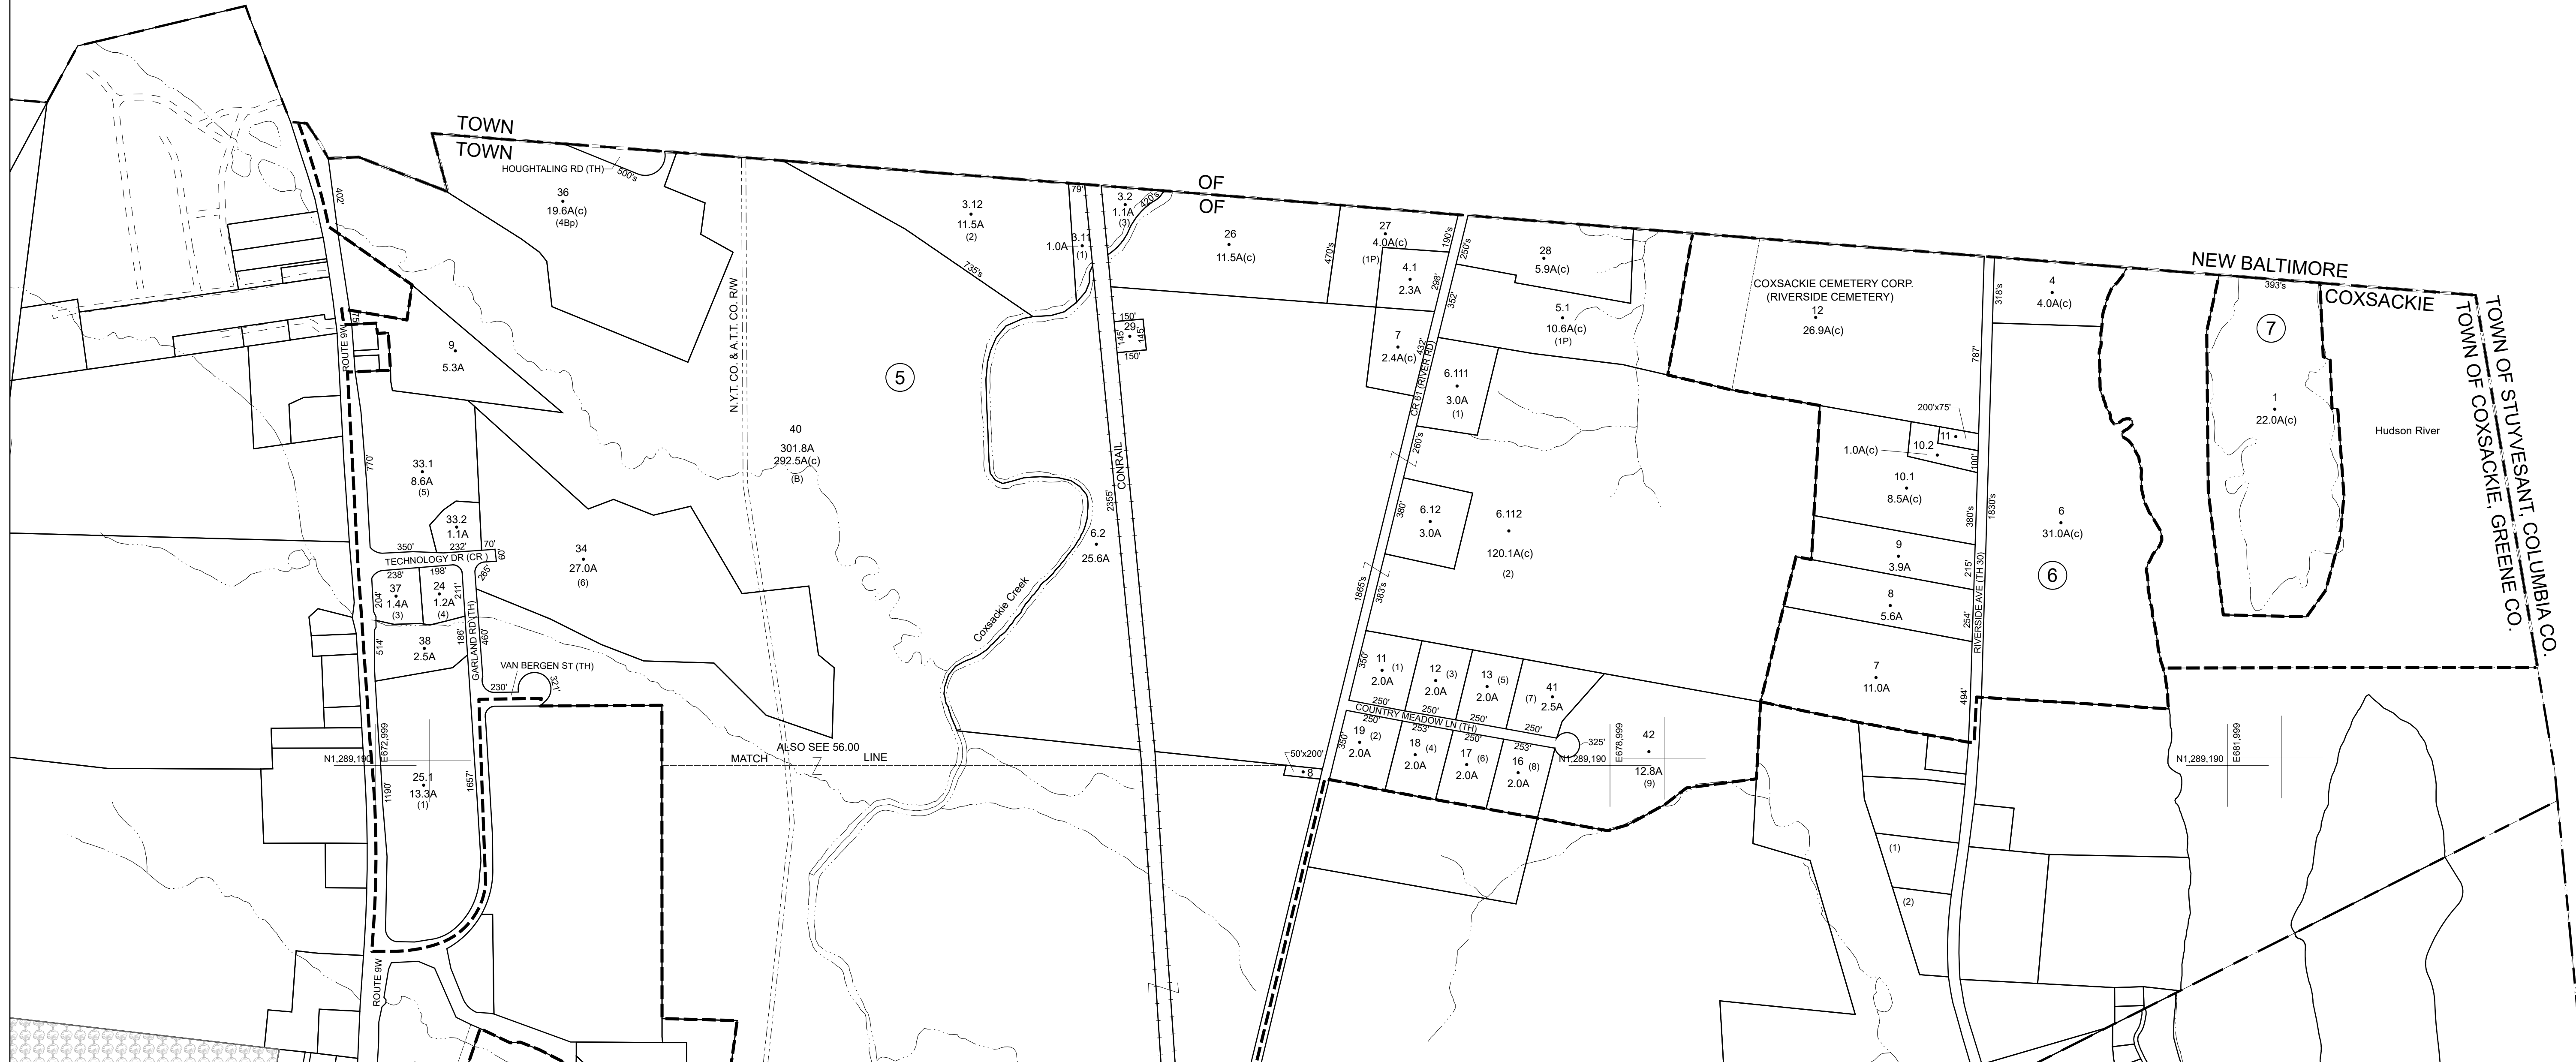 TOWN
TOWN
OF
OF
NEW BALTIMORE
COXSACKIE
TOWN OF STUYVESANT, COLUMBIA CO.
TOWN OF COXSACKIE, GREENE CO.
HOUGHTALING RD (TH)
500's
36
19.6A(c)
(4Bp)
402'
75'
ROUTE 9W
9
5.3A
N.Y.T. CO. & A.T.T. CO. R/W
3.12
11.5A
(2)
735's
79'
3.11
1.0A
(1)
3.2
1.1A
(3)
420's
26
11.5A(c)
470's
27
4.0A(c)
(1P)
190's
250's
4.1
2.3A
298'
352'
28
5.9A(c)
5.1
10.6A(c)
(1P)
COXSACKIE CEMETERY CORP.
(RIVERSIDE CEMETERY)
12
26.9A(c)
318's
4
4.0A(c)
393's
7
1
22.0A(c)
Hudson River
150'
29
145'
145'
150'
7
2.4A(c)
432'
CR 61 (RIVER RD)
6.111
3.0A
(1)
787'
5
40
301.8A
292.5A(c)
(B)
CONRAIL
2355'
260's
200'x75'
11
10.2
1.0A(c)
100'
10.1
8.5A(c)
380's
1830's
6
31.0A(c)
770'
33.1
8.6A
(5)
33.2
1.1A
350'
232'
70'
60'
TECHNOLOGY DR (CR )
238'
198'
265'
37
1.4A
(3)
204'
24
1.2A
(4)
211'
34
27.0A
(6)
6.2
25.6A
6.12
3.0A
380'
6.112
120.1A(c)
(2)
9
3.9A
215'
RIVERSIDE AVE (TH 30)
6
8
5.6A
254'
Coxsackie Creek
1865's
383's
38
2.5A
514'
186'
460'
GARLAND RD (TH)
VAN BERGEN ST (TH)
230'
321'
11
(1)
2.0A
350'
12
(3)
2.0A
13
(5)
2.0A
41
(7)
2.5A
7
11.0A
494'
250'
250'
250'
250'
COUNTRY MEADOW LN (TH)
250'
253'
250'
253'
325'
19
(2)
2.0A
350'
18
(4)
2.0A
17
(6)
2.0A
16
(8)
2.0A
42
12.8A
(9)
E672,999
N1,289,190
E678,999
N1,289,190
E681,999
N1,289,190
ALSO SEE 56.00
MATCH
LINE
50'x200'
8
25.1
13.3A
(1)
1190'
1657'
(1)
(2)
ROUTE 9W